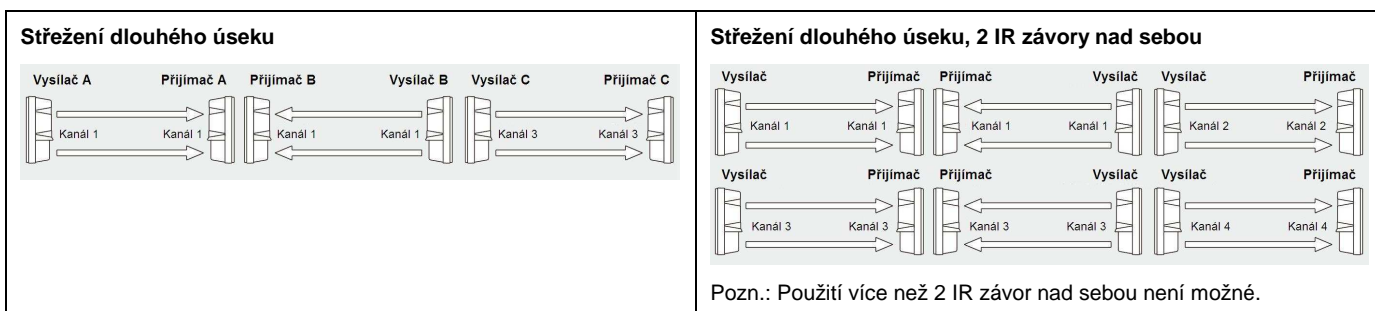 Střežení dlouhého úseku
Vysílač A Přijímač A Přijímač B Vysílač B Vysílač C Přijímač C
Kanál 1 Kanál 1 Kanál 1 Kanál 1 Kanál 3 Kanál 3
Střežení dlouhého úseku, 2 IR závory nad sebou
Vysílač Přijímač Přijímač Vysílač Vysílač Přijímač
Kanál 1 Kanál 1 Kanál 1 Kanál 1 Kanál 2 Kanál 2
Vysílač Přijímač Přijímač Vysílač Vysílač Přijímač
Kanál 3 Kanál 3 Kanál 3 Kanál 3 Kanál 4 Kanál 4
Pozn.: Použití více než 2 IR závor nad sebou není možné.